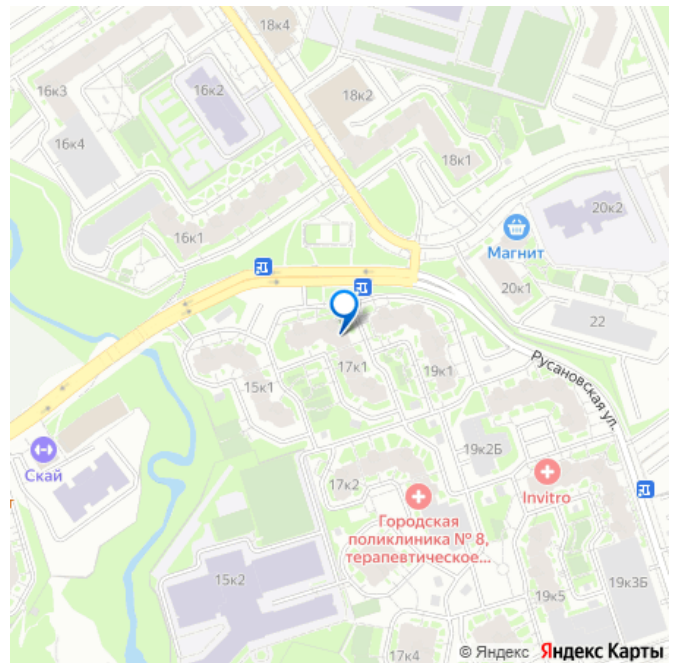 18к4
16к3
16к2
18к2
16к4
18к1
20к2
16к1
Магнит
20к1
22
Русановская ул.
17к1
19к1
15к1
19к2Б
Скай
17к2
Invitro
Городская
поликлиника № 8,
терапевтическое...
т
15к2
19к5
19к3Б
17к4
© Яндекс Яндекс Карты